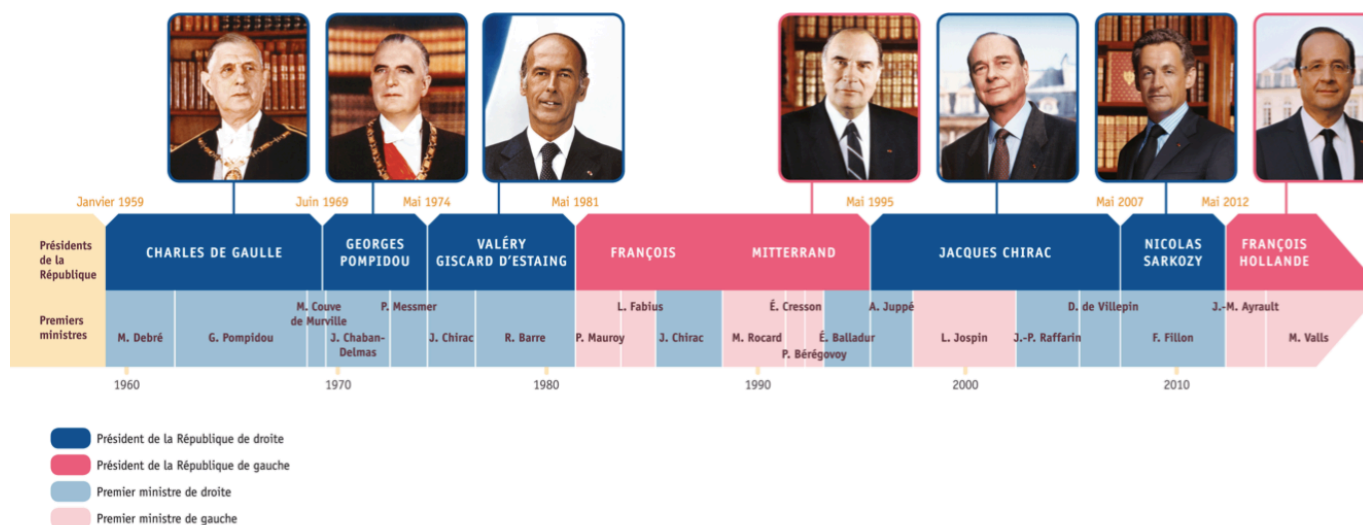 Janvier 1959
Juin 1969
Mai 1974
Mai 1981
Mai 1995
Mai 2007
Mai 2012
Présidents
de la
République
CHARLES DE GAULLE
GEORGES
POMPIDOU
VALÉRY
GISCARD D'ESTAING
FRANÇOIS MITTERRAND
JACQUES CHIRAC
NICOLAS
SARKOZY
FRANÇOIS
HOLLANDE
Premiers
ministres
M. Debré
G. Pompidou
M. Couve
de Murville
J. Chaban-
Delmas
P. Messmer
J. Chirac
R. Barre
P. Mauroy
L. Fabius
J. Chirac
M. Rocard
É. Cresson
P. Bérégovoy
É. Balladur
A. Juppé
L. Jospin
J.-P. Raffarin
D. de Villepin
F. Fillon
J.-M. Ayrault
M. Valls
1960
1970
1980
1990
2000
2010
Président de la République de droite
Président de la République de gauche
Premier ministre de droite
Premier ministre de gauche